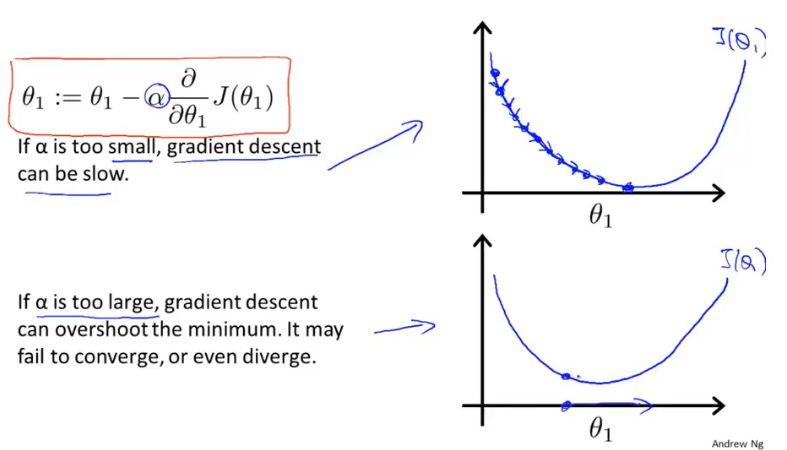 θ₁ := θ₁ − α ∂/∂θ₁ J(θ₁)
If α is too small, gradient descent
can be slow.
J(θ₁)
θ₁
If α is too large, gradient descent
can overshoot the minimum. It may
fail to converge, or even diverge.
θ₁
Andrew Ng